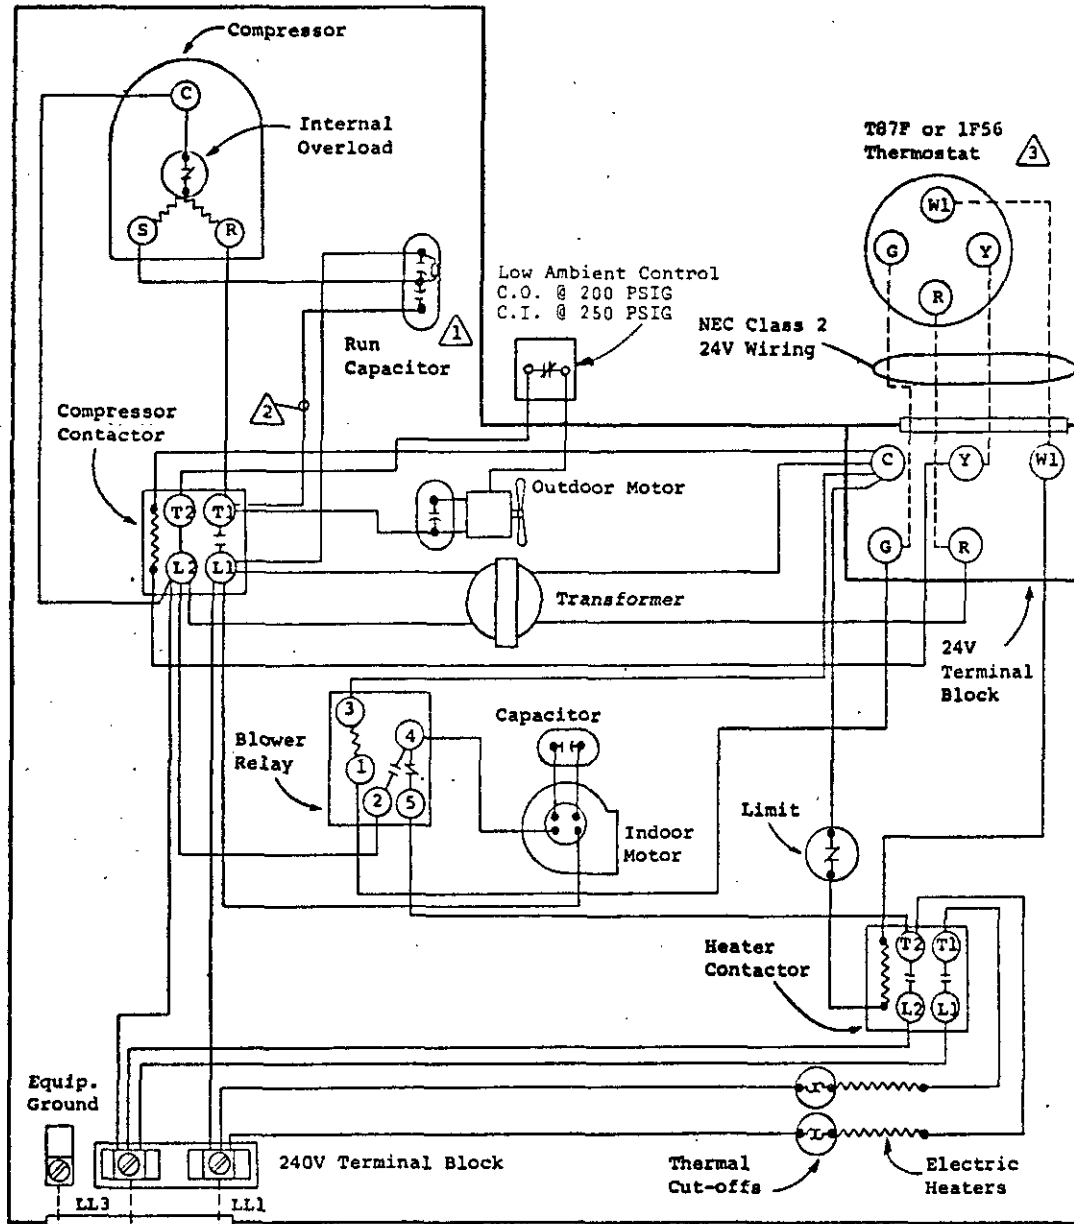 Compressor
C
Internal
Overload
S
R
Run
Capacitor
1
2
Low Ambient Control
C.O. @ 200 PSIG
C.I. @ 250 PSIG
T87F or 1F56
Thermostat
3
W1
G
Y
R
NEC Class 2
24V Wiring
Compressor
Contactor
T2
T1
L2
L1
Outdoor Motor
C
Y
W1
G
R
Transformer
24V
Terminal
Block
Blower
Relay
3
4
1
2
5
Capacitor
Indoor
Motor
Limit
Heater
Contactor
T2
T1
L2
L1
Equip.
Ground
240V Terminal Block
LL3
LL1
Thermal
Cut-offs
Electric
Heaters